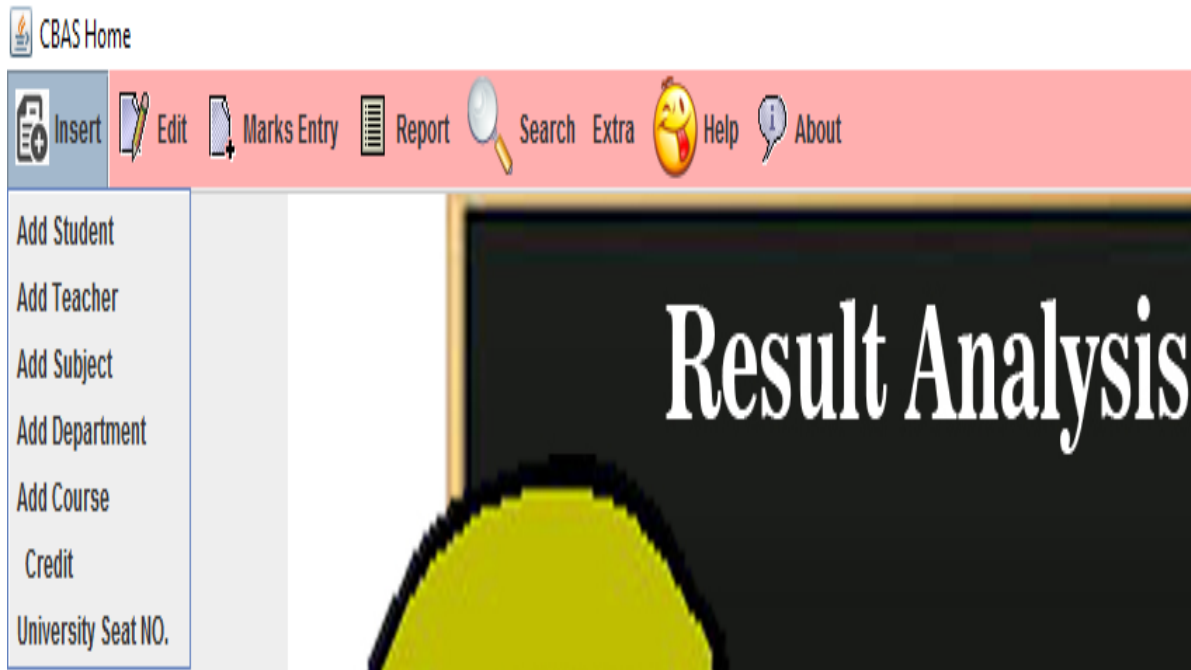 CBAS Home
Insert Edit Marks Entry Report Search Extra Help About
Add Student
Add Teacher
Add Subject
Add Department
Add Course
Credit
University Seat NO.
Result Analysis